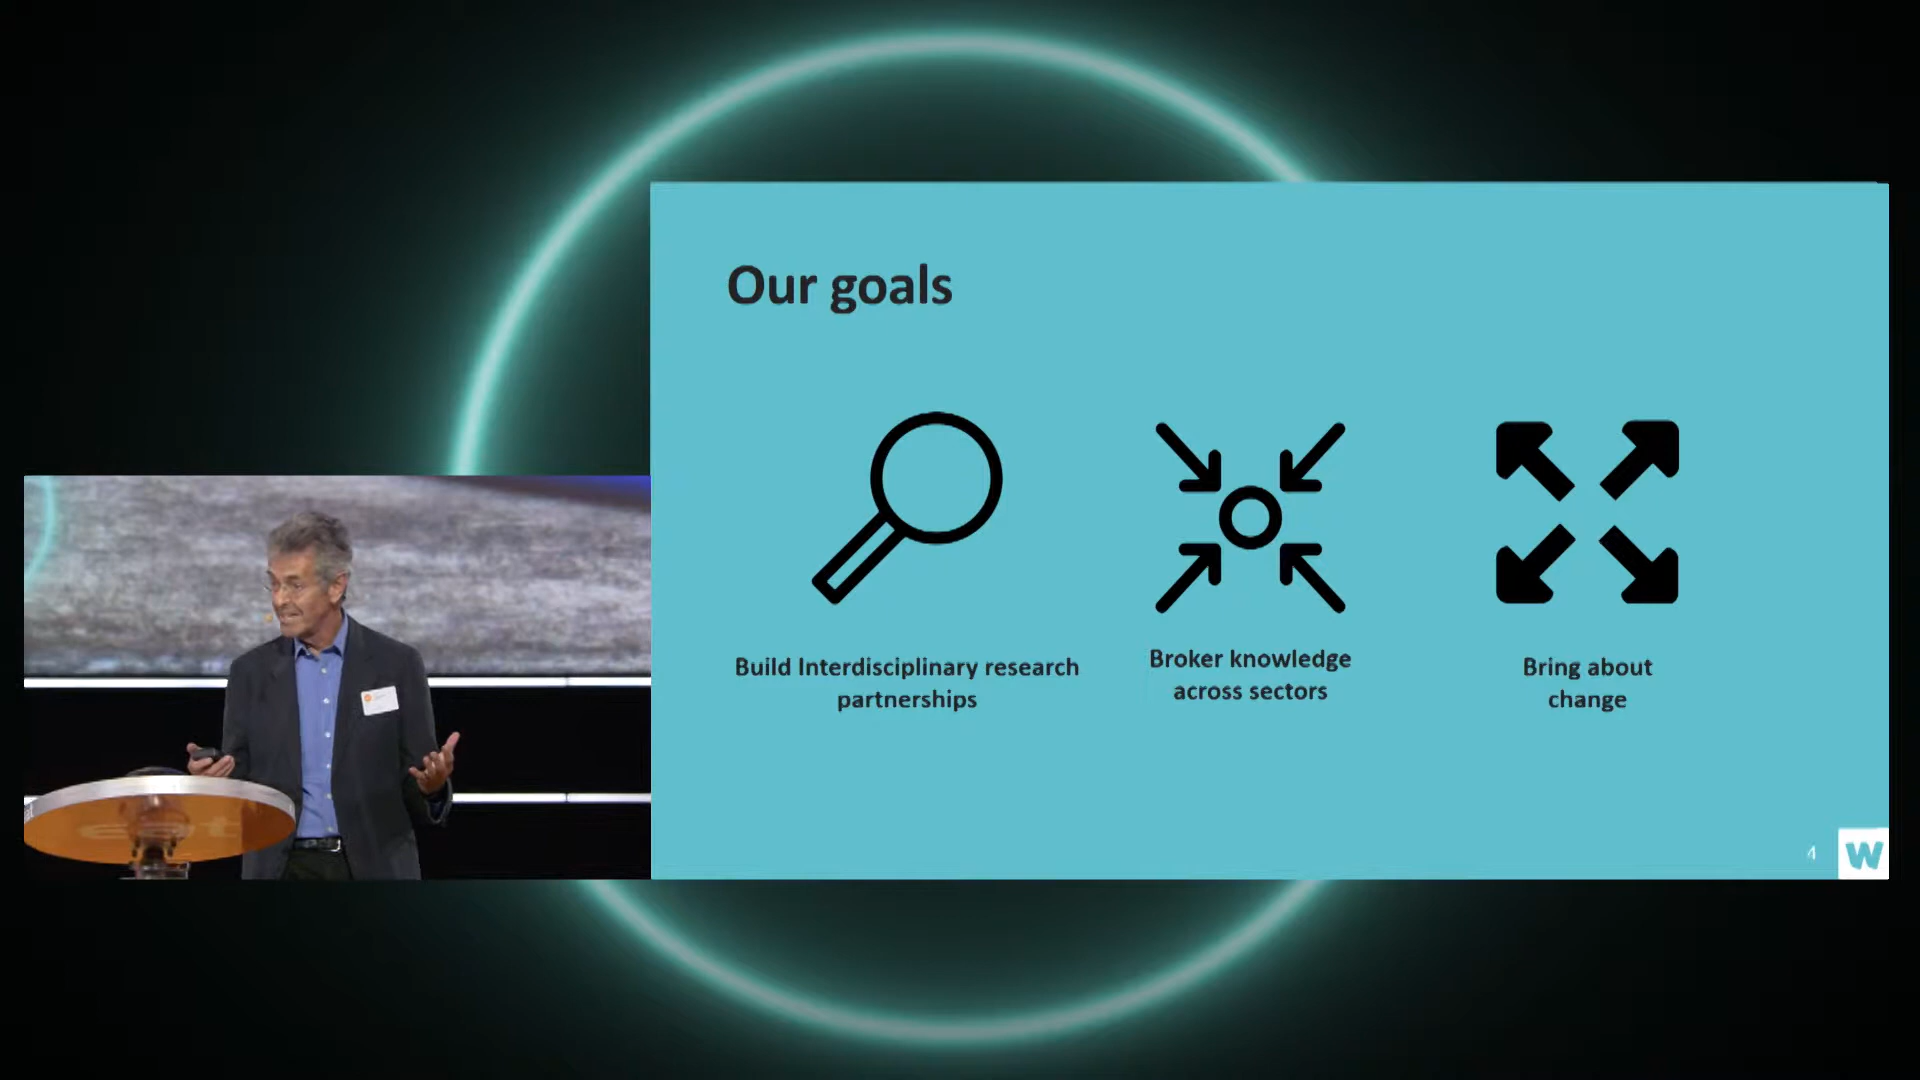 Our goals
Build Interdisciplinary research
partnerships
Broker knowledge
across sectors
Bring about
change
4
W